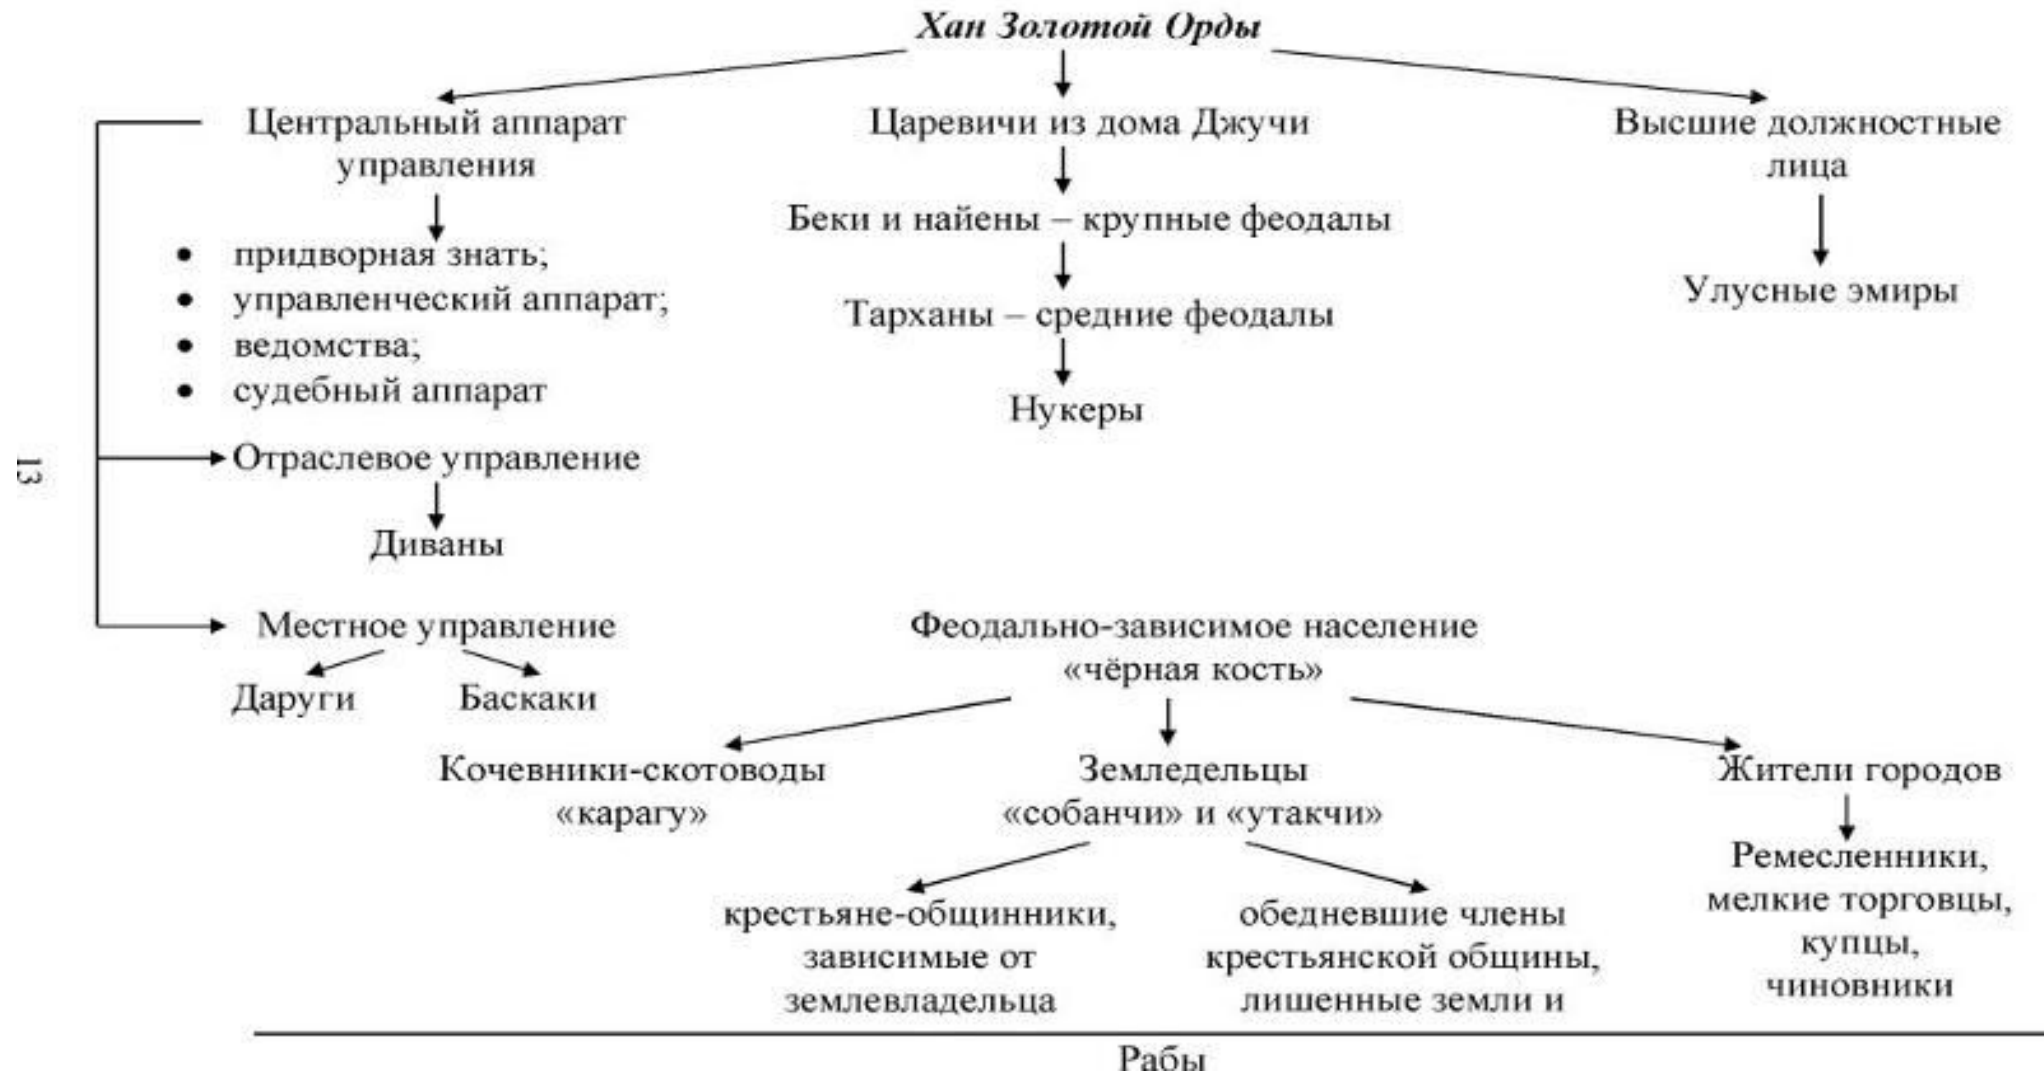 Хан Золотой Орды
Центральный аппарат
управления
• придворная знать;
• управленческий аппарат;
• ведомства;
• судебный аппарат
Отраслевое управление
Диваны
Местное управление
Даруги
Баскаки
Царевичи из дома Джучи
Беки и найены – крупные феодалы
Тарханы – средние феодалы
Нукеры
Высшие должностные
лица
Улусные эмиры
13
Феодально-зависимое население
«чёрная кость»
Кочевники-скотоводы
«карагу»
Земледельцы
«собанчи» и «утакчи»
крестьяне-общинники,
зависимые от
землевладельца
обедневшие члены
крестьянской общины,
лишенные земли и
Жители городов
Ремесленники,
мелкие торговцы,
купцы,
чиновники
Рабы